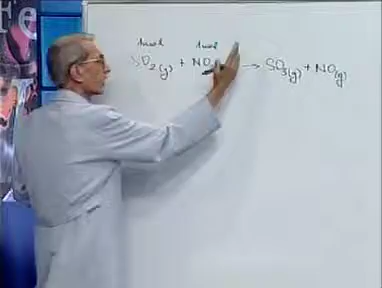 1mol 1mol
SO2(g) + NO2 → SO3(g) + NO(g)